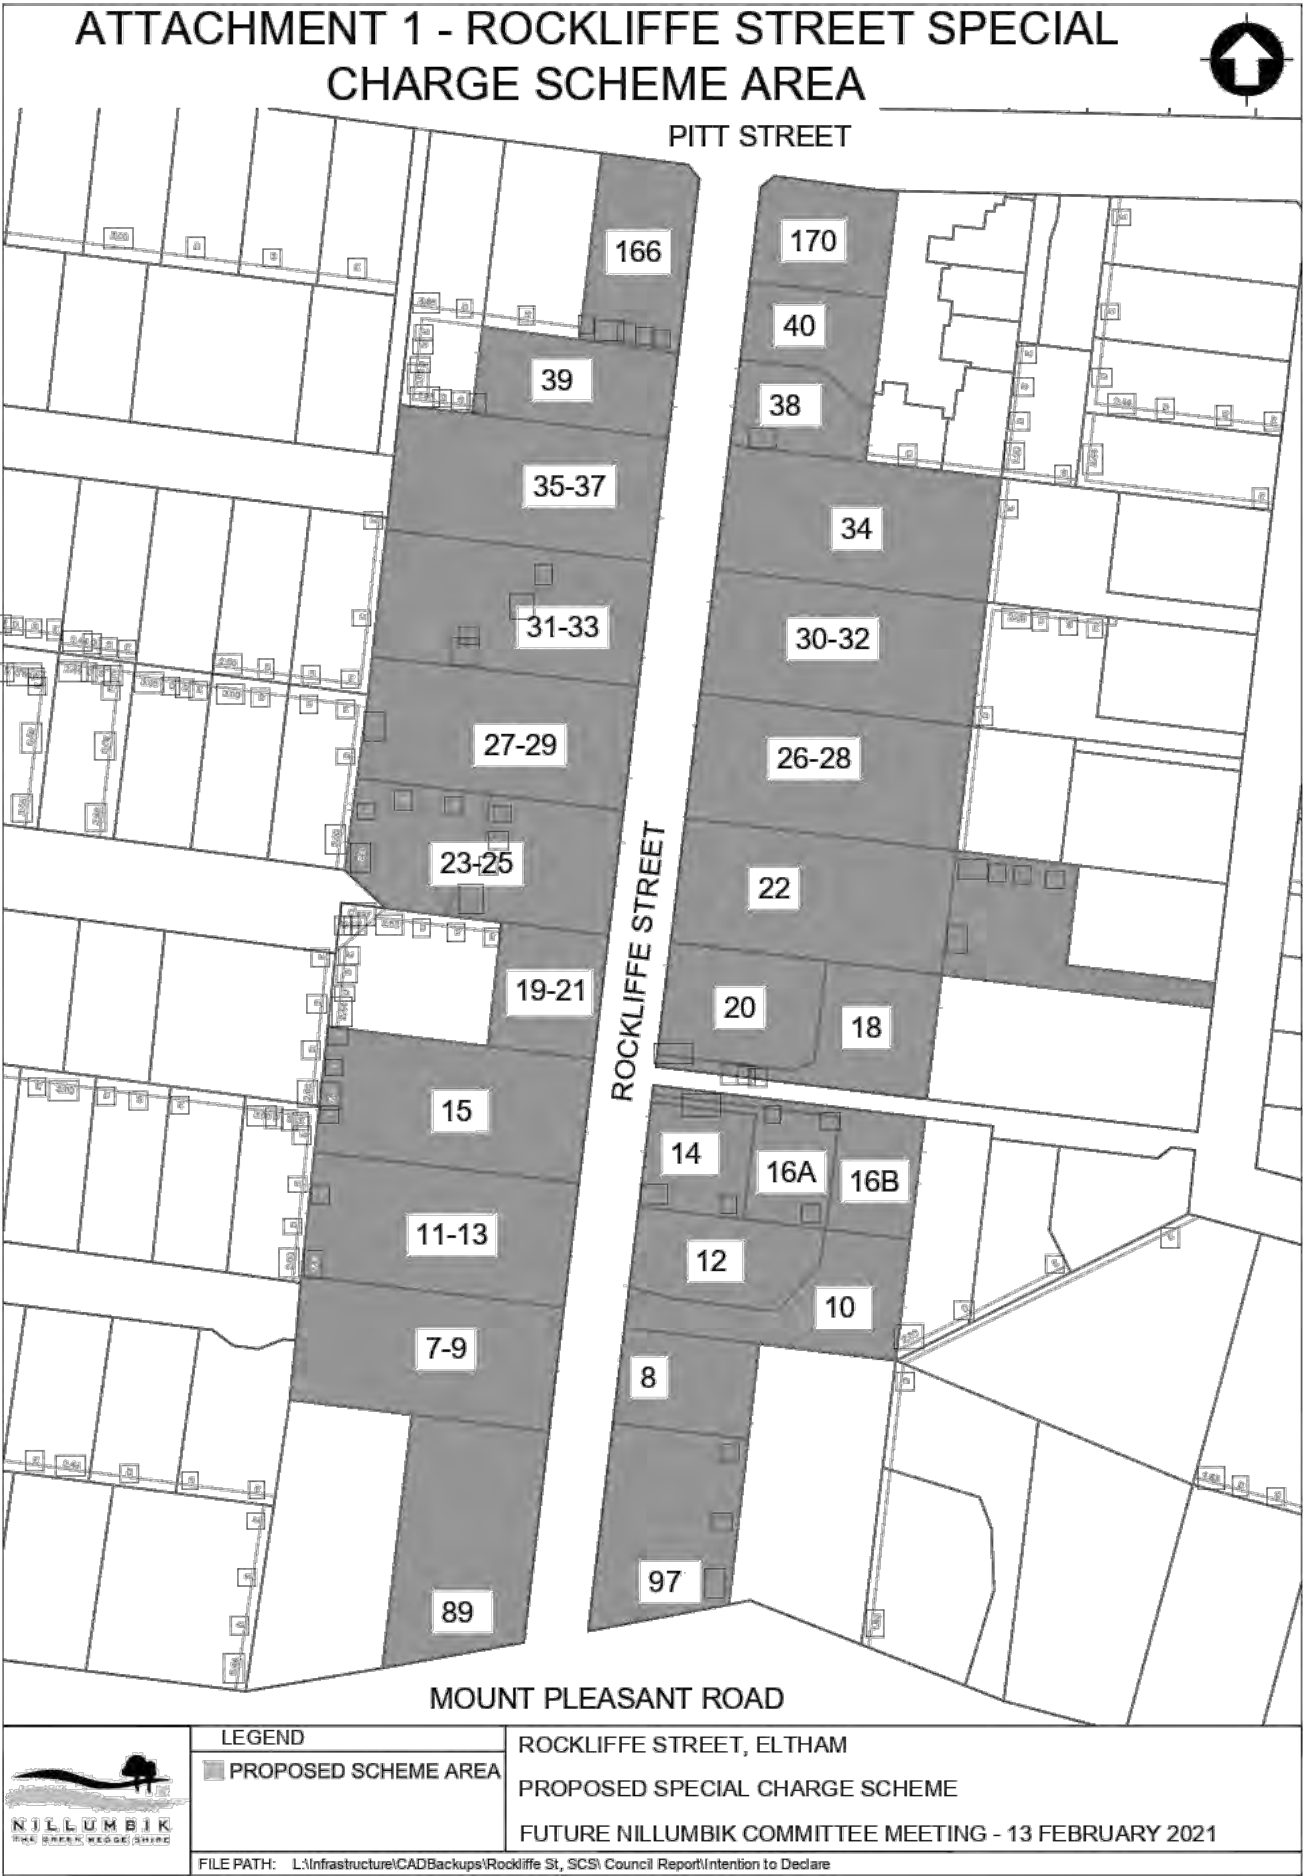 ATTACHMENT 1 - ROCKLIFFE STREET SPECIAL
CHARGE SCHEME AREA
PITT STREET
166
170
40
39
38
35-37
34
31-33
30-32
27-29
26-28
23-25
22
19-21
20
18
ROCKLIFFE STREET
15
14
16A
16B
11-13
12
10
7-9
8
97
89
MOUNT PLEASANT ROAD
LEGEND
PROPOSED SCHEME AREA
ROCKLIFFE STREET, ELTHAM
PROPOSED SPECIAL CHARGE SCHEME
FUTURE NILLUMBIK COMMITTEE MEETING - 13 FEBRUARY 2021
NILLUMBIK
THE GREEN WEDGE SHIRE
FILE PATH: L:\Infrastructure\CADBackups\Rockliffe St, SCS\ Council Report\Intention to Declare